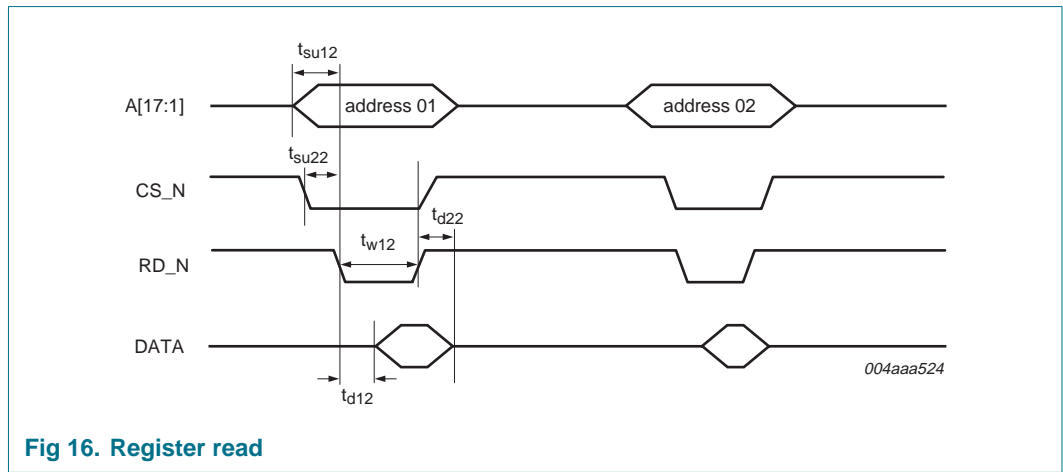 tsu12
A[17:1]
address 01
address 02
tsu22
CS_N
td22
tw12
RD_N
DATA
004aaa524
td12
Fig 16. Register read